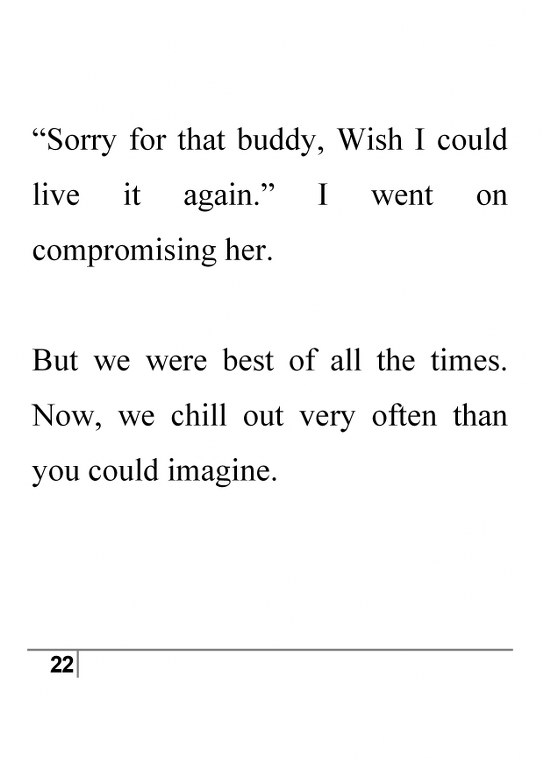 “Sorry for that buddy, Wish I could
live it again.” I went on
compromising her.
But we were best of all the times.
Now, we chill out very often than
you could imagine.
22